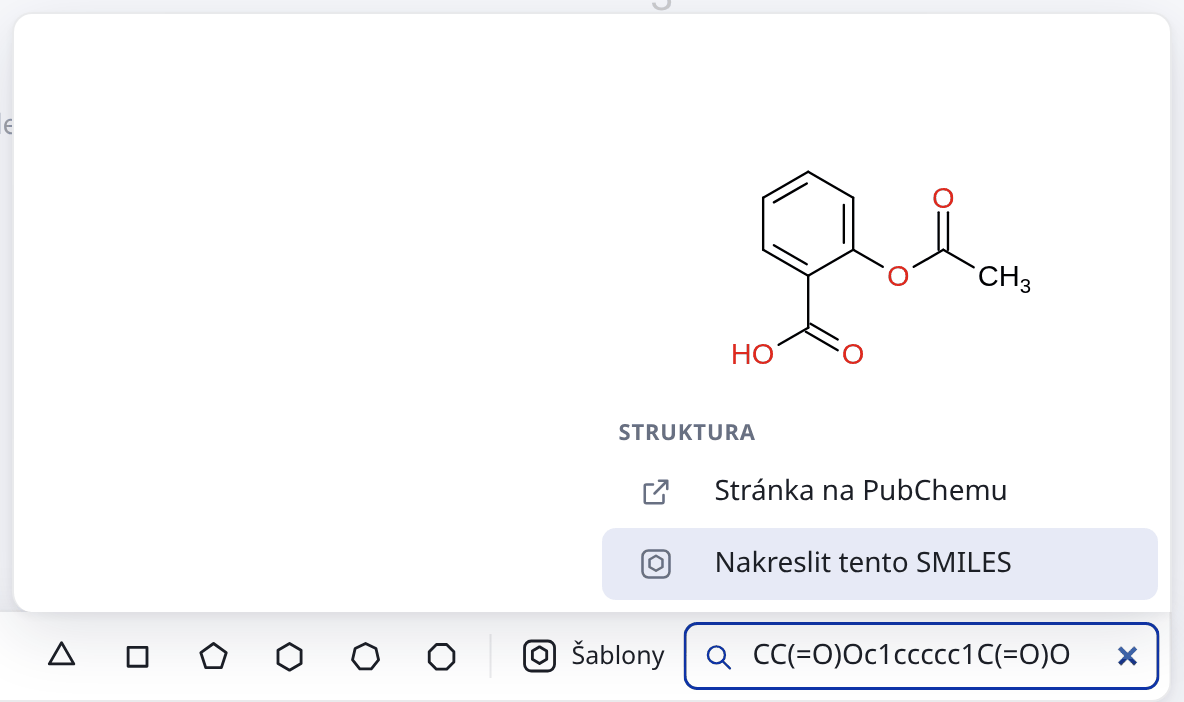 O
O
CH3
HO
O
STRUKTURA
Stránka na PubChemu
Nakreslit tento SMILES
Šablony
CC(=O)Oc1ccccc1C(=O)O